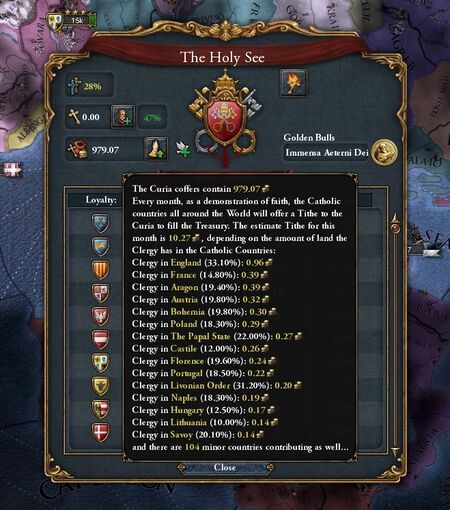 15k
The Holy See
28%
0.00
47%
979.07
Golden Bulls
Immensa Aeterni Dei
Loyalty:
The Curia coffers contain 979.07
Every month, as a demonstration of faith, the Catholic
countries all around the World will offer a Tithe to the
Curia to fill the Treasury. The estimate Tithe for this
month is 10.27 , depending on the amount of land the
Clergy has in the Catholic Countries:
Clergy in England (33.10%): 0.96
Clergy in France (14.80%): 0.39
Clergy in Aragon (19.40%): 0.39
Clergy in Austria (19.80%): 0.32
Clergy in Bohemia (19.80%): 0.30
Clergy in Poland (18.30%): 0.29
Clergy in The Papal State (22.00%): 0.27
Clergy in Castile (12.00%): 0.26
Clergy in Florence (19.60%): 0.24
Clergy in Portugal (18.50%): 0.22
Clergy in Livonian Order (31.20%): 0.20
Clergy in Naples (18.30%): 0.19
Clergy in Hungary (12.50%): 0.17
Clergy in Lithuania (10.00%): 0.14
Clergy in Savoy (20.10%): 0.14
and there are 104 minor countries contributing as well...
Close